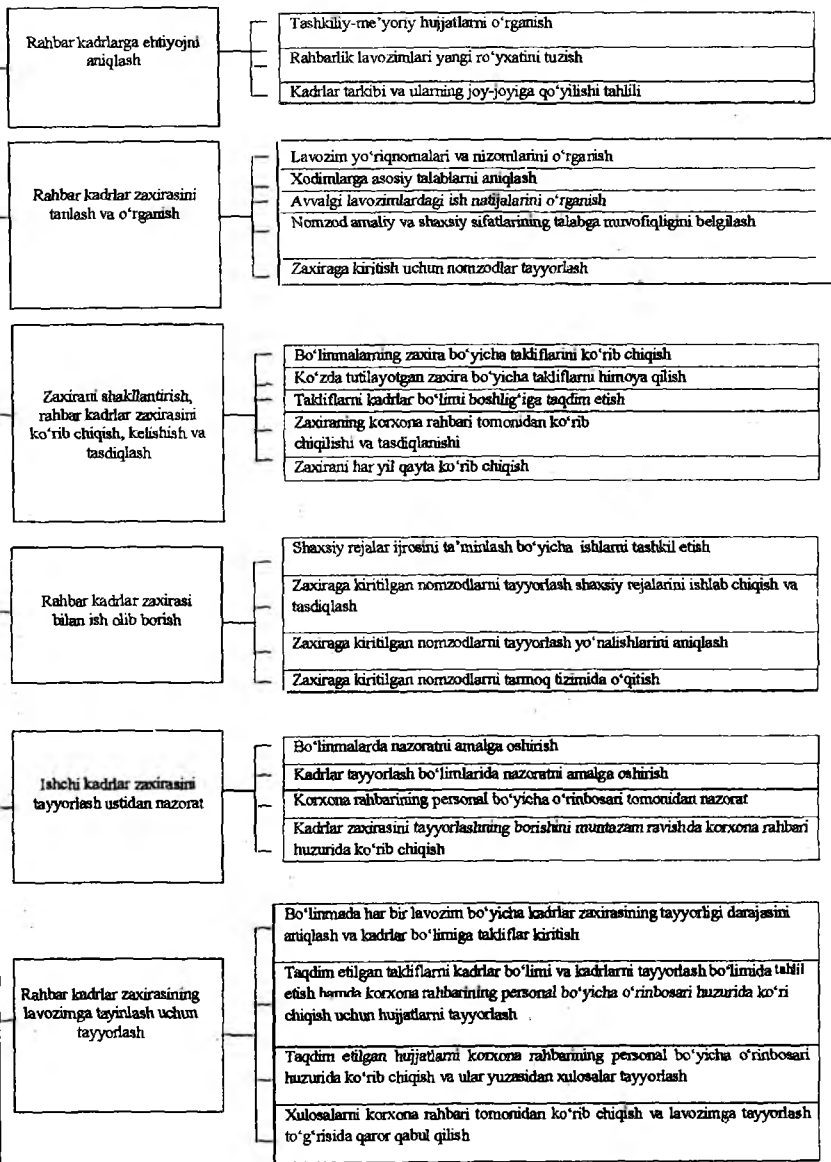 Rahbar kadrlarga ehtiyojni
aniqlash
Tashkiliy-me’yoriy hujjatlarni o‘rganish
Rahbarlik lavozimlari yangi ro‘yxatini tuzish
Kadrlar tarkibi va ularning joy-joyiga qo‘yilishi tahlili
Rahbar kadrlar zaxirasini
tanlash va o‘rganish
Lavozim yo‘riqnomalari va nizomlarini o‘rganish
Xodimlarga asosiy talablarni aniqlash
Avvalgi lavozimlardagi ish natijalarini o‘rganish
Nomzod amaliy va shaxsiy sifatlarining talabga muvofiqligini belgilash
Zaxiraga kiritish uchun nomzodlar tayyorlash
Zaxirani shakllantirish,
rahbar kadrlar zaxirasini
ko‘rib chiqish, kelishish va
tasdiqlash
Bo‘linmalarning zaxira bo‘yicha takliflarini ko‘rib chiqish
Ko‘zda tutilayotgan zaxira bo‘yicha takliflarni himoya qilish
Takliflarni kadrlar bo‘limi boshlig‘iga taqdim etish
Zaxiraning korxona rahbari tomonidan ko‘rib
chiqilishi va tasdiqlanishi
Zaxirani har yil qayta ko‘rib chiqish
Rahbar kadrlar zaxirasi
bilan ish olib borish
Shaxsiy rejalar ijrosini ta’minlash bo‘yicha ishlarni tashkil etish
Zaxiraga kiritilgan nomzodlarni tayyorlash shaxsiy rejalarini ishlab chiqish va
tasdiqlash
Zaxiraga kiritilgan nomzodlarni tayyorlash yo‘nalishlarini aniqlash
Zaxiraga kiritilgan nomzodlarni tarmoq tizimida o‘qitish
Ishchi kadrlar zaxirasini
tayyorlash ustidan nazorat
Bo‘linmalarda nazoratni amalga oshirish
Kadrlar tayyorlash bo‘limlarida nazoratni amalga oshirish
Korxona rahbarining personal bo‘yicha o‘rinbosari tomonidan nazorat
Kadrlar zaxirasini tayyorlashning borishini muntazam ravishda korxona rahbari
huzurida ko‘rib chiqish
Rahbar kadrlar zaxirasining
lavozimga tayinlash uchun
tayyorlash
Bo‘linmada har bir lavozim bo‘yicha kadrlar zaxirasining tayyorligi darajasini
aniqlash va kadrlar bo‘limiga takliflar kiritish
Taqdim etilgan takliflarni kadrlar bo‘limi va kadrlarni tayyorlash bo‘limida tahlil
etish hamda korxona rahbarining personal bo‘yicha o‘rinbosari huzurida ko‘ri
chiqish uchun hujjatlarni tayyorlash
Taqdim etilgan hujjatlarni korxona rahbarining personal bo‘yicha o‘rinbosari
huzurida ko‘rib chiqish va ular yuzasidan xulosalar tayyorlash
Xulosalarni korxona rahbari tomonidan ko‘rib chiqish va lavozimga tayyorlash
to‘g‘risida qaror qabul qilish